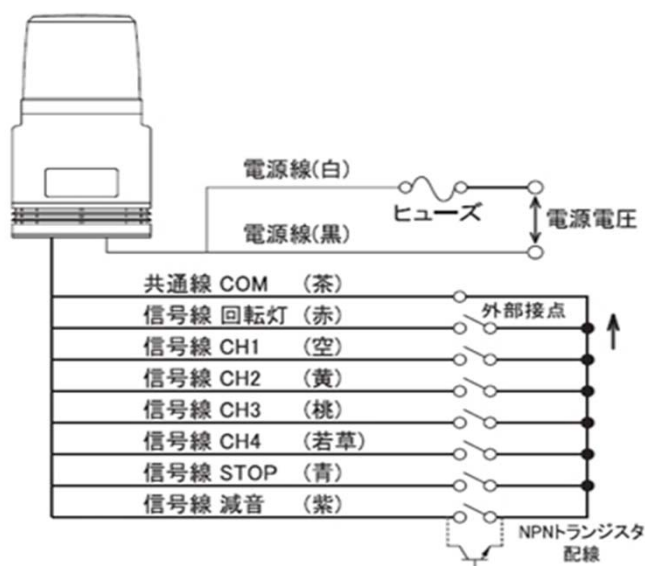 電源線(白)
ヒューズ
電源電圧
電源線(黒)
共通線 COM (茶)
信号線 回転灯 (赤)
外部接点
信号線 CH1 (空)
信号線 CH2 (黄)
信号線 CH3 (桃)
信号線 CH4 (若草)
信号線 STOP (青)
信号線 減音 (紫)
NPNトランジスタ
配線